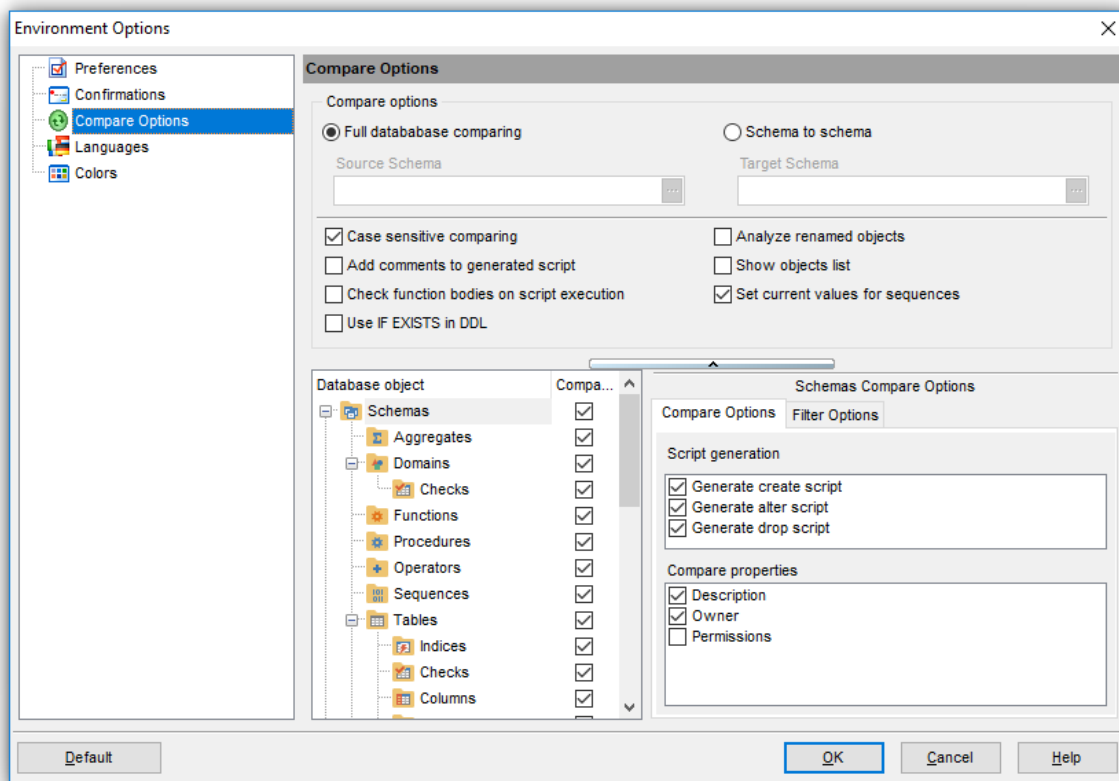 Environment Options
Preferences
Confirmations
Compare Options
Languages
Colors
Compare Options
Compare options
Full datababase comparing
Schema to schema
Source Schema
Target Schema
Case sensitive comparing
Analyze renamed objects
Add comments to generated script
Show objects list
Check function bodies on script execution
Set current values for sequences
Use IF EXISTS in DDL
Database object
Compa...
Schemas
Aggregates
Domains
Checks
Functions
Procedures
Operators
Sequences
Tables
Indices
Checks
Columns
Schemas Compare Options
Compare Options
Filter Options
Script generation
Generate create script
Generate alter script
Generate drop script
Compare properties
Description
Owner
Permissions
Default
OK
Cancel
Help